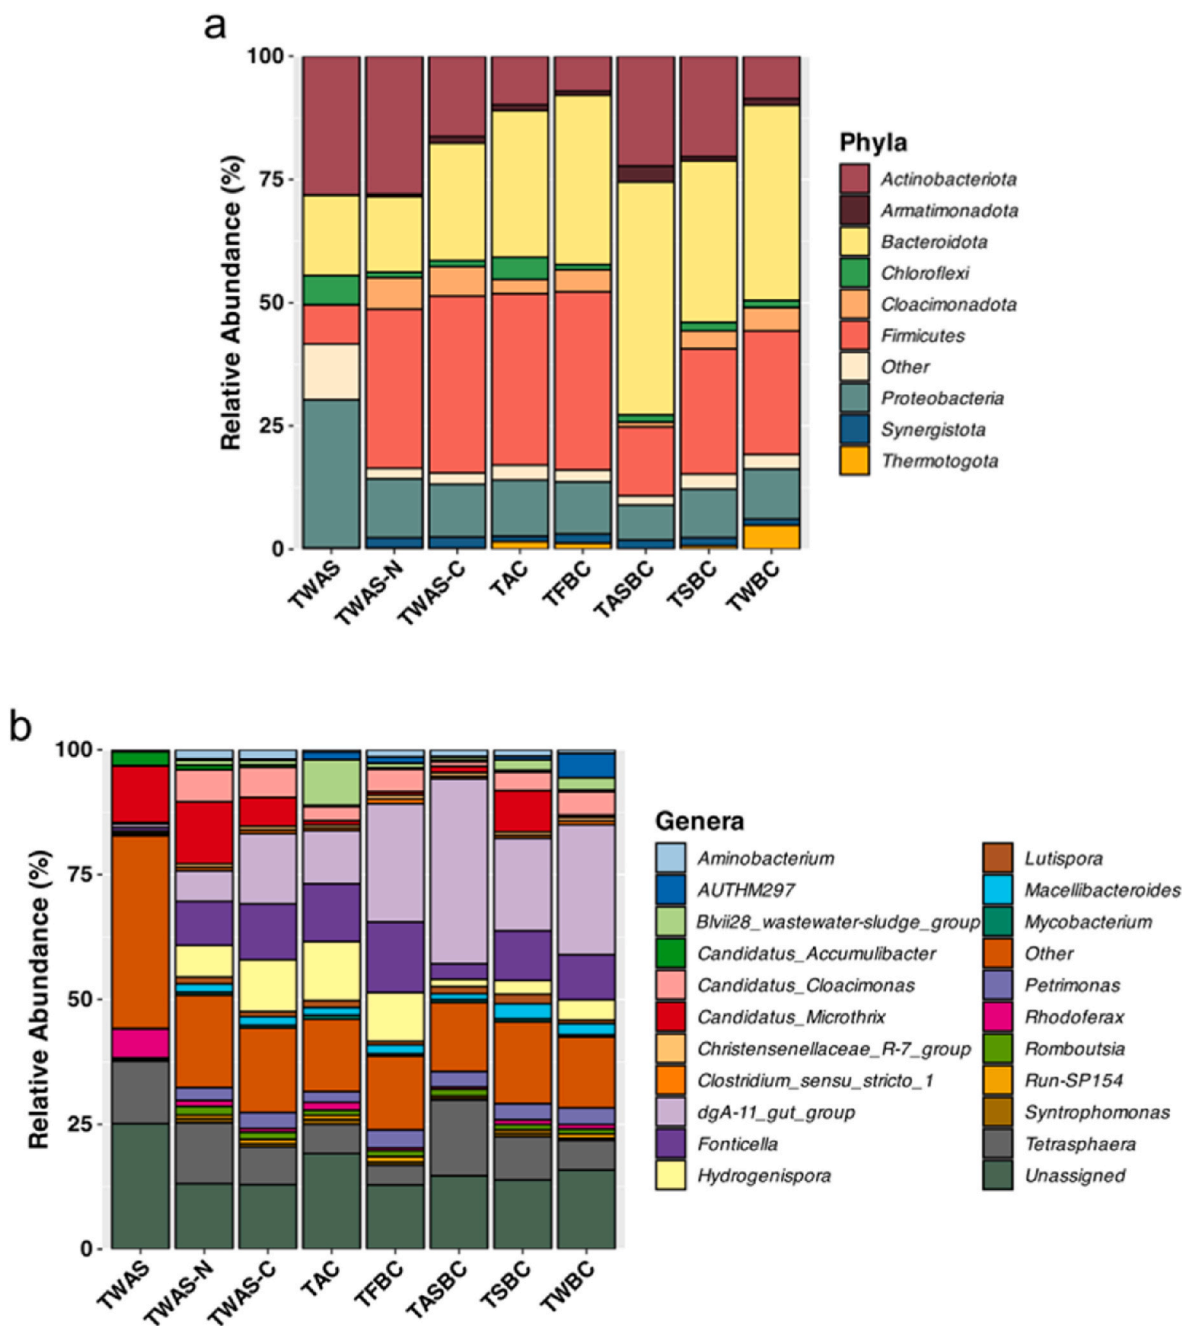 a
Relative Abundance (%)
100
75
50
25
0
TWAS
TWAS-N
TWAS-C
TAC
TFBC
TASBC
TSBC
TWBC
Phyla
Actinobacteriota
Armatimonadota
Bacteroidota
Chloroflexi
Cloacimonadota
Firmicutes
Other
Proteobacteria
Synergistota
Thermotogota
b
Relative Abundance (%)
100
75
50
25
0
TWAS
TWAS-N
TWAS-C
TAC
TFBC
TASBC
TSBC
TWBC
Genera
Aminobacterium
AUTHM297
Blvii28_wastewater-sludge_group
Candidatus_Accumulibacter
Candidatus_Cloacimonas
Candidatus_Microthrix
Christensenellaceae_R-7_group
Clostridium_sensu_stricto_1
dgA-11_gut_group
Fonticella
Hydrogenispora
Lutispora
Macellibacteroides
Mycobacterium
Other
Petrimonas
Rhodoferax
Romboutsia
Run-SP154
Syntrophomonas
Tetrasphaera
Unassigned